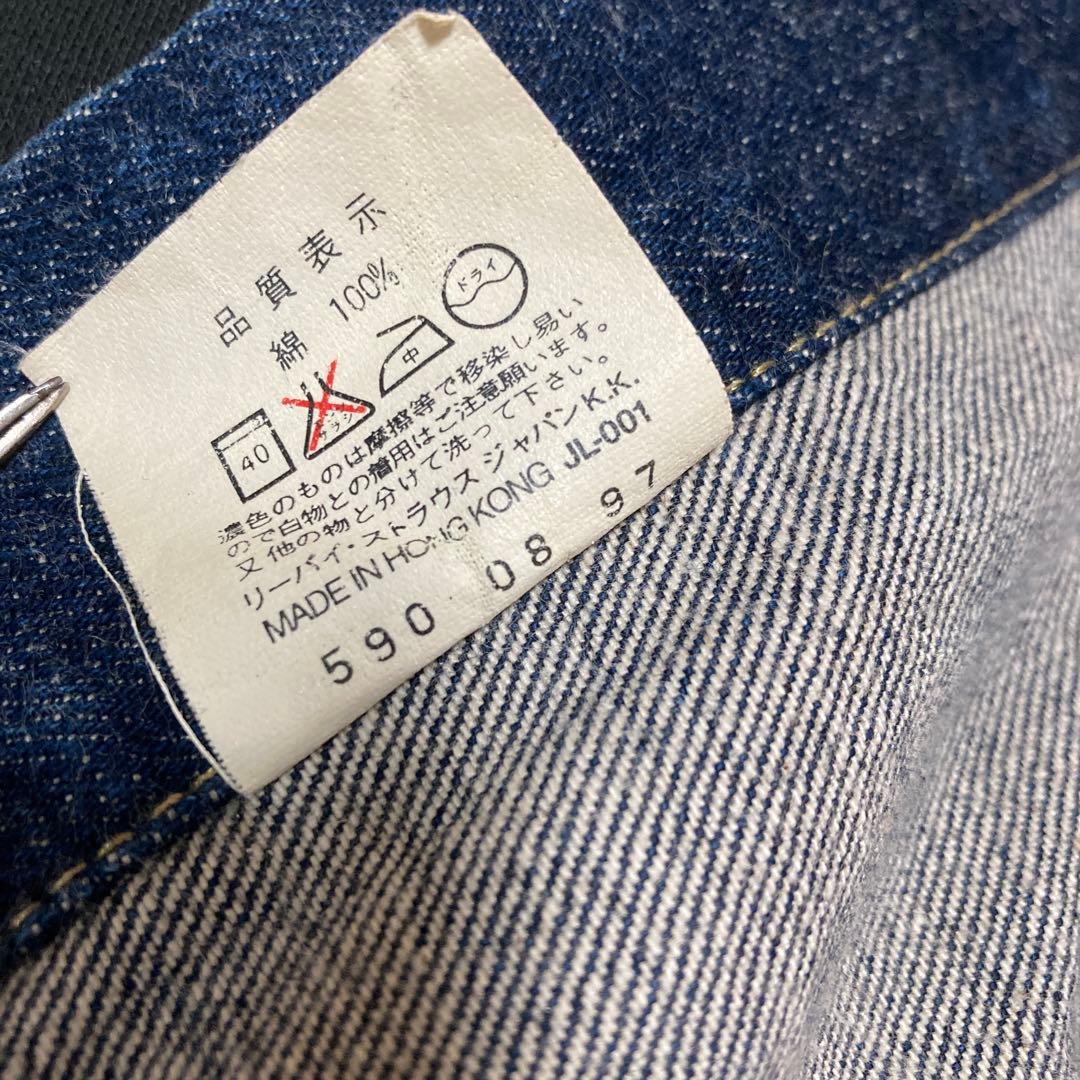 品質表示
綿 100%
40 サラシ 中 ドライ
濃色のものは摩擦等で移染し易い
ので白物との着用はご注意願います。
又他の物と分けて洗って下さい。
リーバイ・ストラウス ジャパン K.K.
MADE IN HONG KONG JL-001
590 08 97